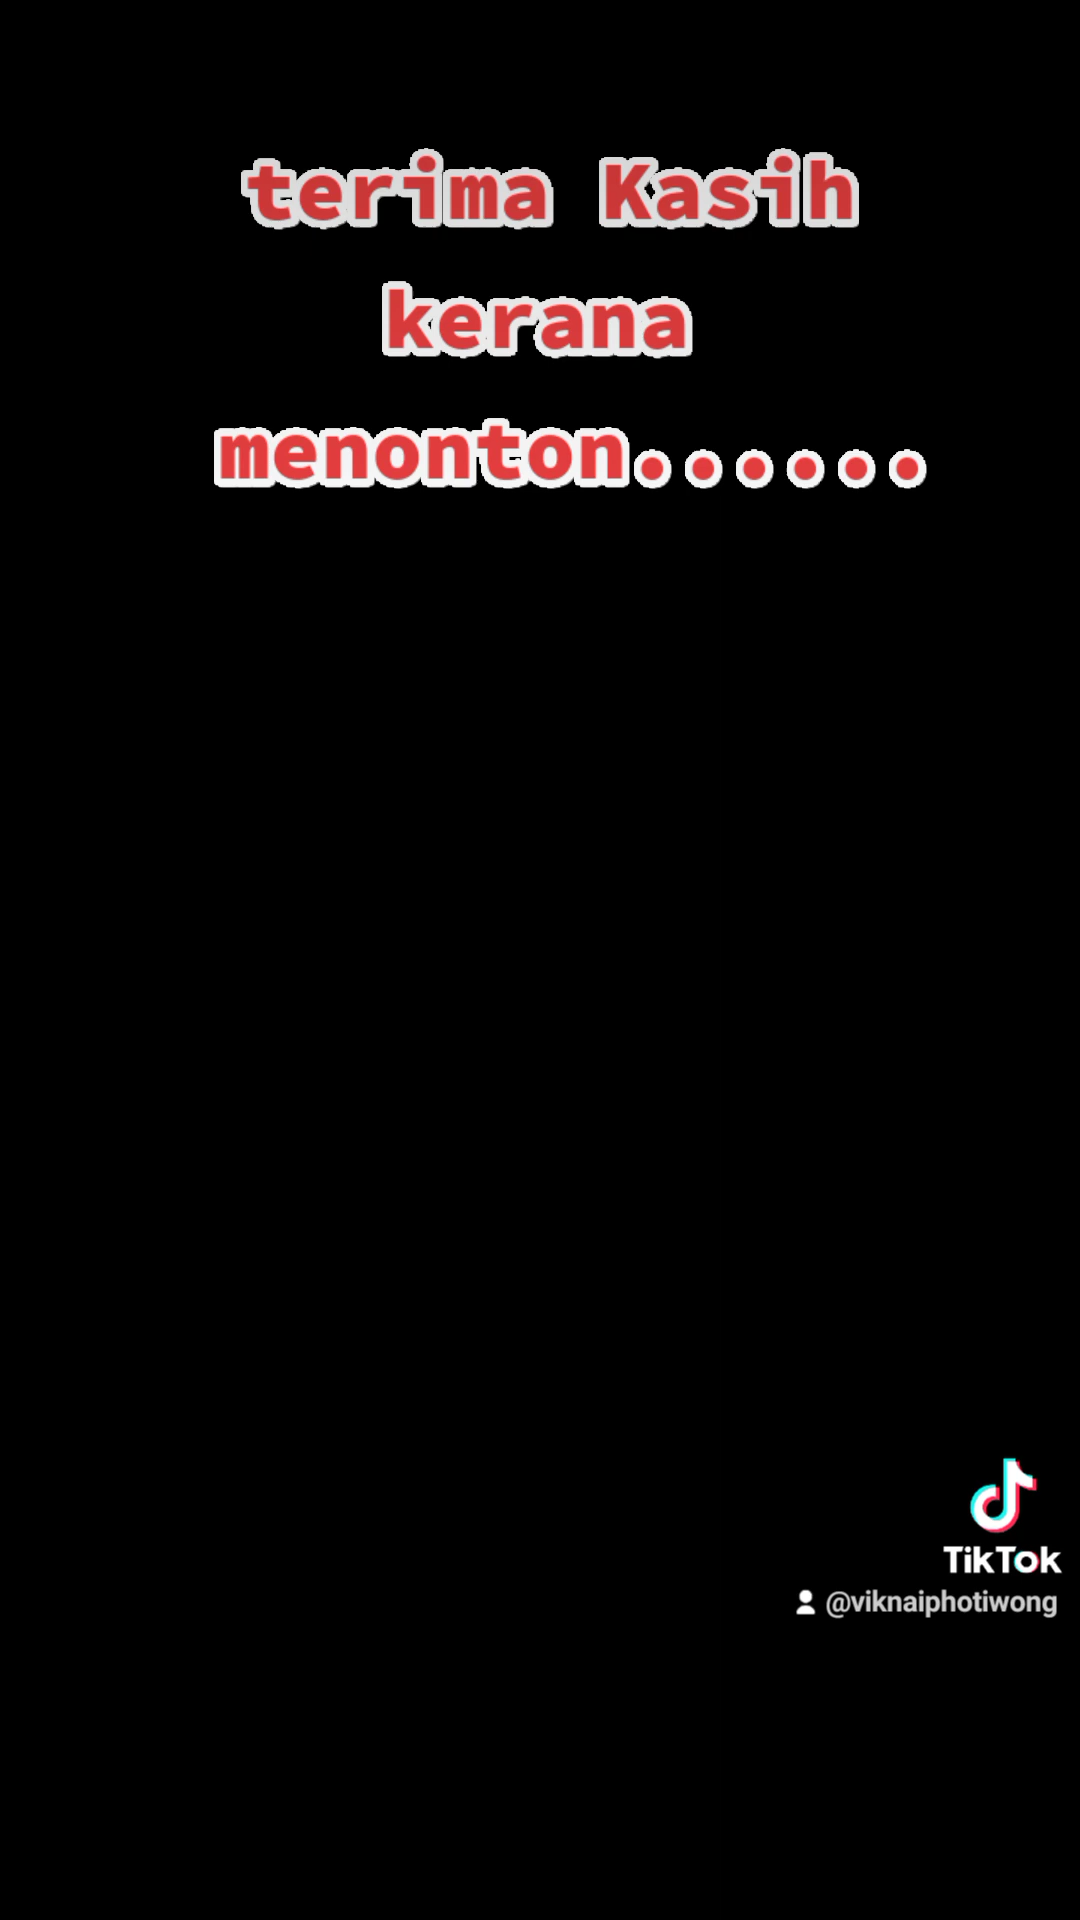 terima Kasih
kerana
menonton......
TikTok
@viknaiphotiwong